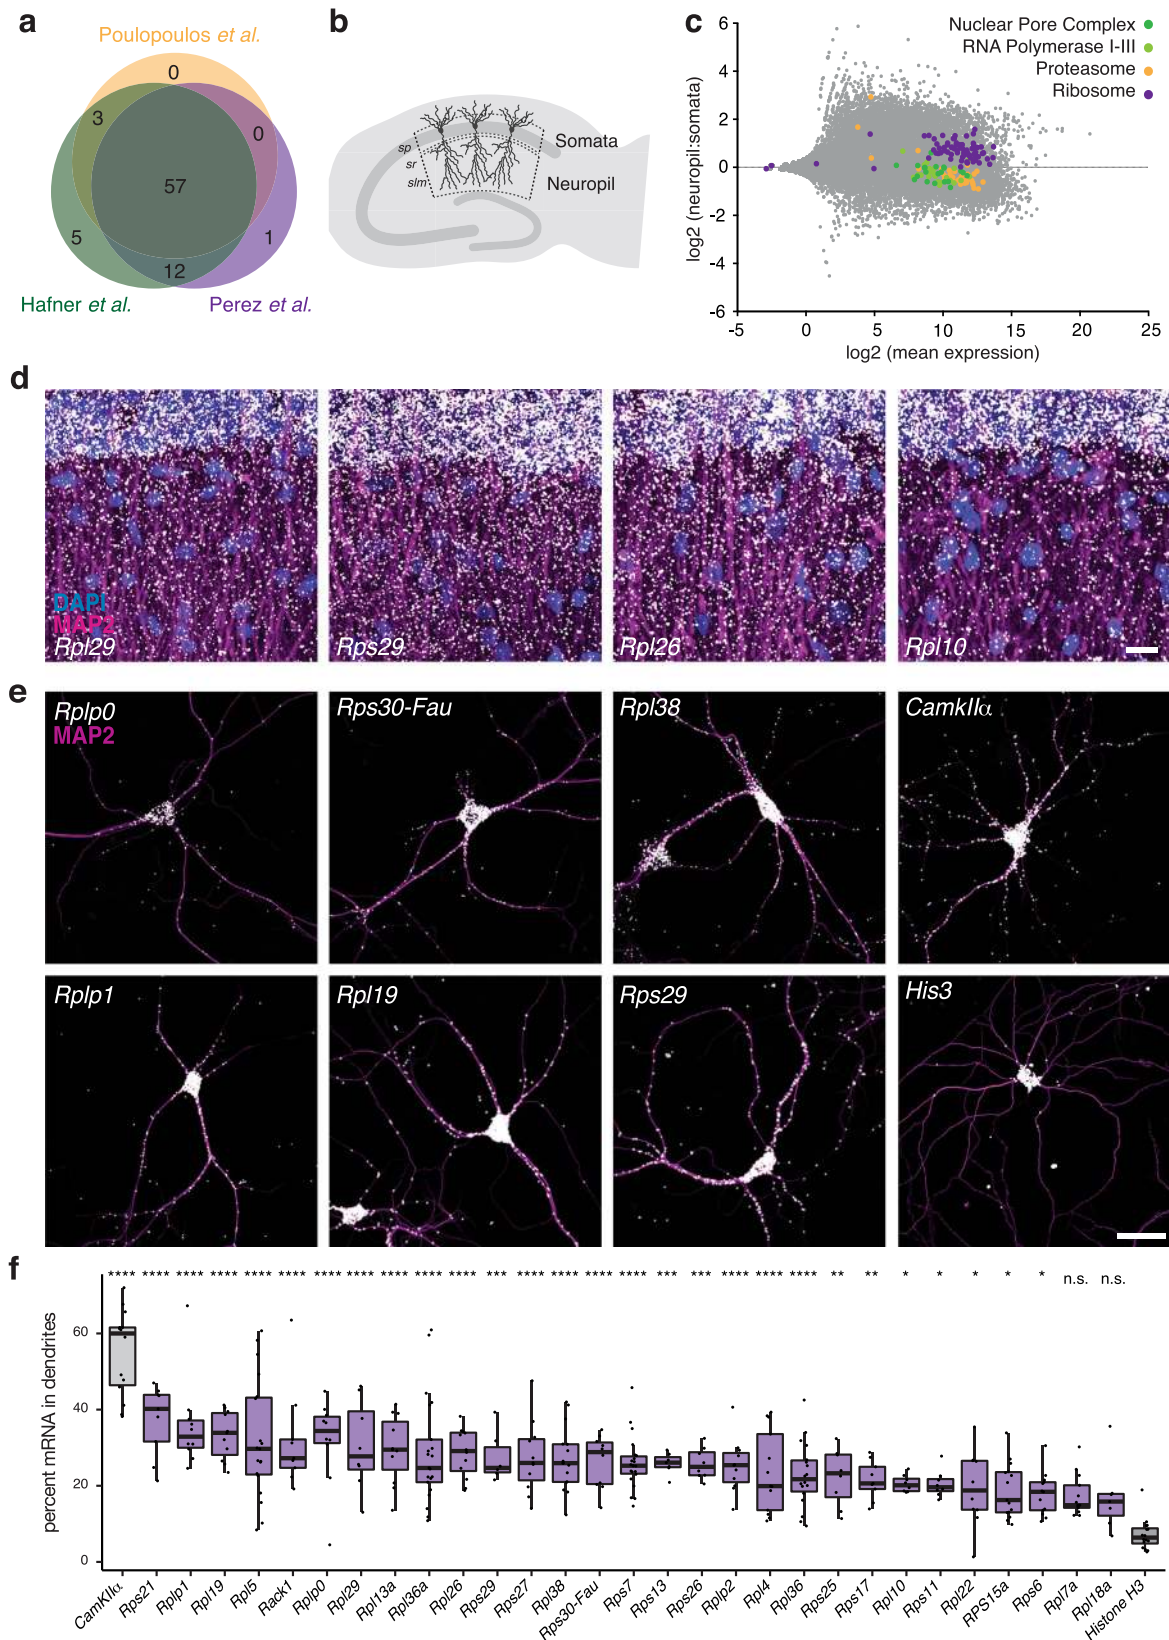 a
Poulopoulos et al.
0
3
0
57
5
1
12
Hafner et al.
Perez et al.
b
sp
sr
slm
Somata
Neuropil
c
Nuclear Pore Complex
RNA Polymerase I-III
Proteasome
Ribosome
log2 (neuropil:somata)
6
4
2
0
-2
-4
-6
-5
0
5
10
15
20
25
log2 (mean expression)
d
DAPI
MAP2
Rpl29
Rps29
Rpl26
Rpl10
e
Rplp0
MAP2
Rps30-Fau
Rpl38
CamkIIα
Rplp1
Rpl19
Rps29
His3
f
**** **** **** **** **** **** **** **** **** **** **** *** **** **** **** **** *** *** **** **** **** ** ** * * * * * n.s. n.s.
percent mRNA in dendrites
60
40
20
0
CamKIIα
Rps21
Rplp1
Rpl19
Rpl5
Rack1
Rplp0
Rpl29
Rpl13a
Rpl36a
Rpl26
Rps29
Rps27
Rpl38
Rps30-Fau
Rps7
Rps13
Rps26
Rplp2
Rpl4
Rpl36
Rps25
Rps17
Rpl10
Rps11
Rpl22
RPS15a
Rps6
Rpl7a
Rpl18a
Histone H3